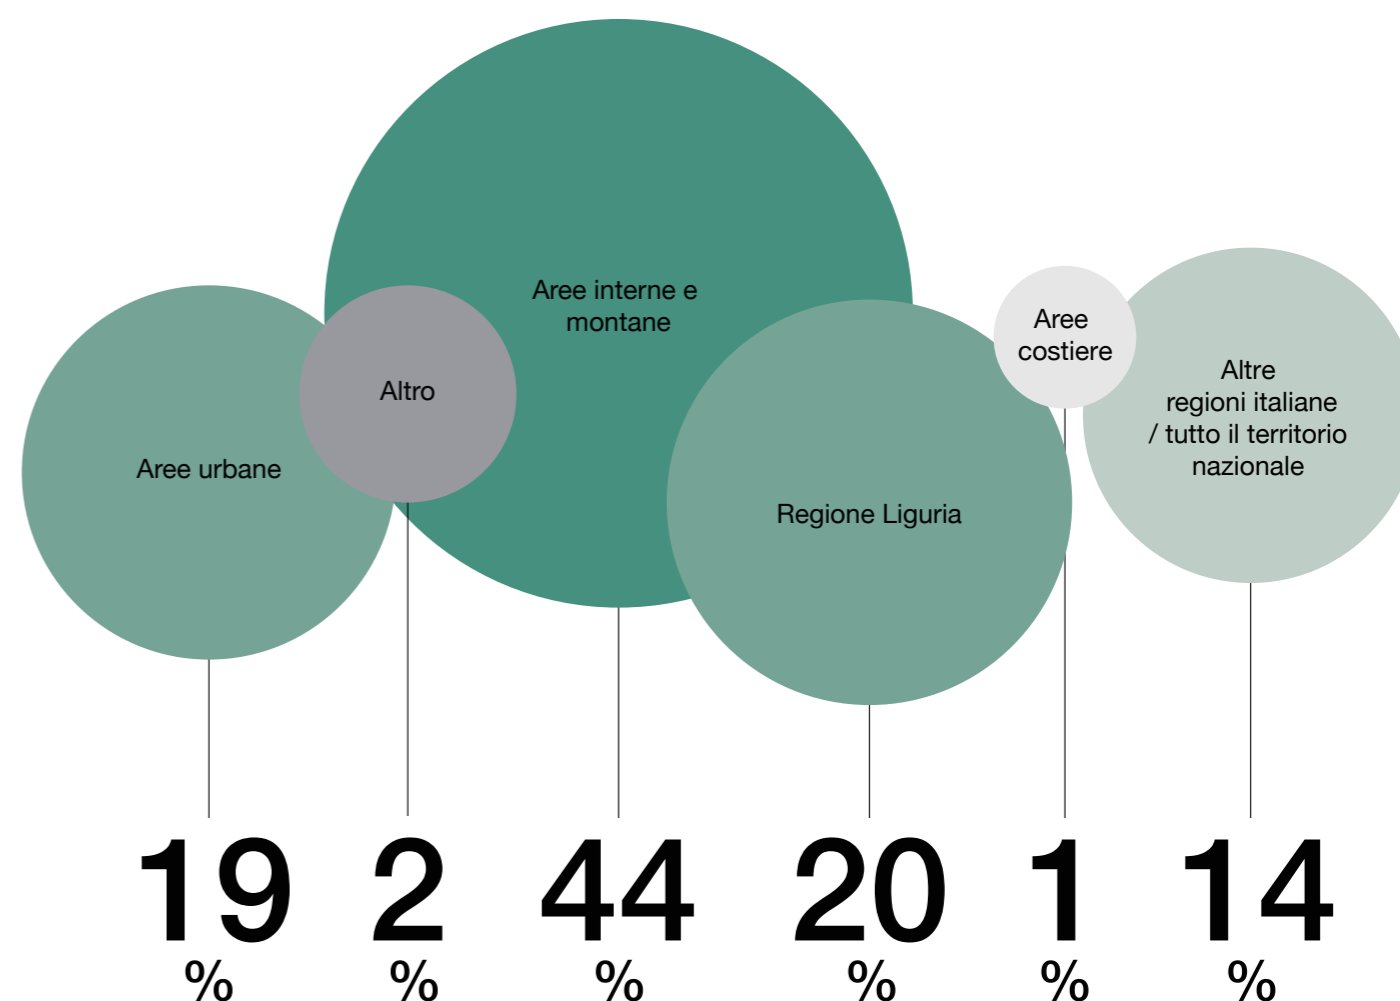 Aree interne e
montane
Aree
costiere
Altre
regioni italiane
/ tutto il territorio
nazionale
Altro
Aree urbane
Regione Liguria
19
%
2
%
44
%
20
%
1
%
14
%